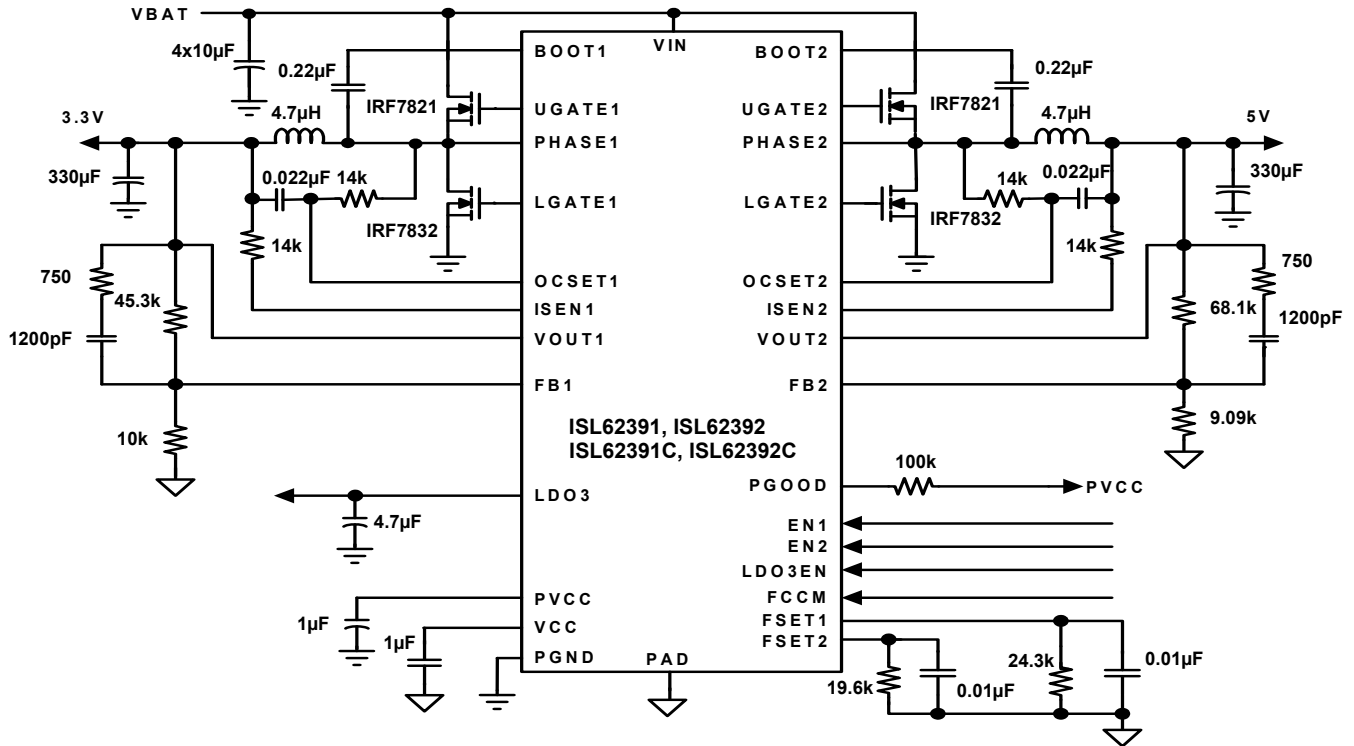 VBAT
4x10µF
0.22µF
IRF7821
4.7µH
3.3V
330µF
0.022µF
14k
IRF7832
14k
750
45.3k
1200pF
10k
4.7µF
1µF
1µF
VIN
BOOT1
UGATE1
PHASE1
LGATE1
OCSET1
ISEN1
VOUT1
FB1
LDO3
PVCC
VCC
PGND
PAD
ISL62391, ISL62392
ISL62391C, ISL62392C
BOOT2
UGATE2
PHASE2
LGATE2
OCSET2
ISEN2
VOUT2
FB2
PGOOD
EN1
EN2
LDO3EN
FCCM
FSET1
FSET2
0.22µF
IRF7821
4.7µH
5V
330µF
0.022µF
14k
IRF7832
14k
750
68.1k
1200pF
9.09k
100k
PVCC
19.6k
0.01µF
24.3k
0.01µF